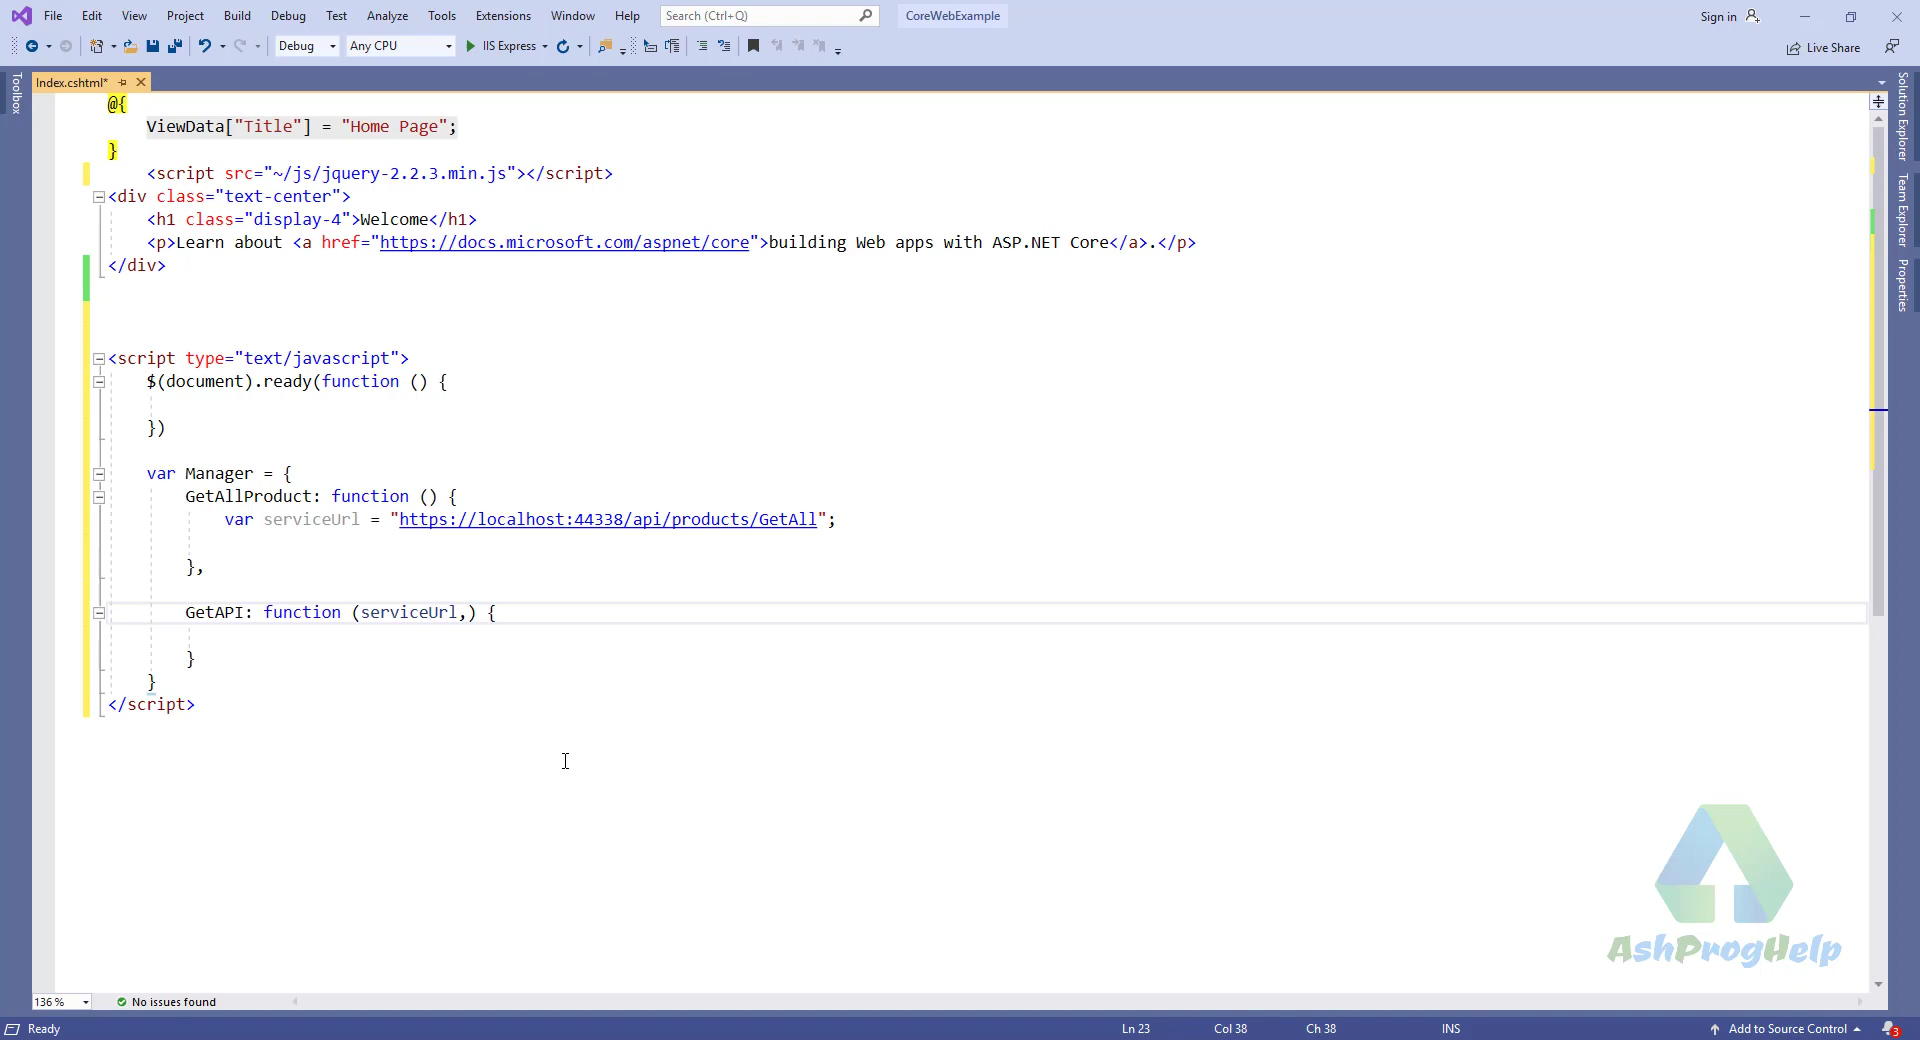 File Edit View Project Build Debug Test Analyze Tools Extensions Window Help Search (Ctrl+Q) CoreWebExample Sign in
Debug Any CPU IIS Express Live Share
Toolbox
Index.cshtml*
Solution Explorer
Team Explorer
Properties
@{
ViewData["Title"] = "Home Page";
}
<script src="~/js/jquery-2.2.3.min.js"></script>
<div class="text-center">
<h1 class="display-4">Welcome</h1>
<p>Learn about <a href="https://docs.microsoft.com/aspnet/core">building Web apps with ASP.NET Core</a>.</p>
</div>
<script type="text/javascript">
$(document).ready(function () {
})
var Manager = {
GetAllProduct: function () {
var serviceUrl = "https://localhost:44338/api/products/GetAll";
},
GetAPI: function (serviceUrl,) {
}
}
</script>
AshProgHelp
136 % No issues found
Ready Ln 23 Col 38 Ch 38 INS Add to Source Control 3